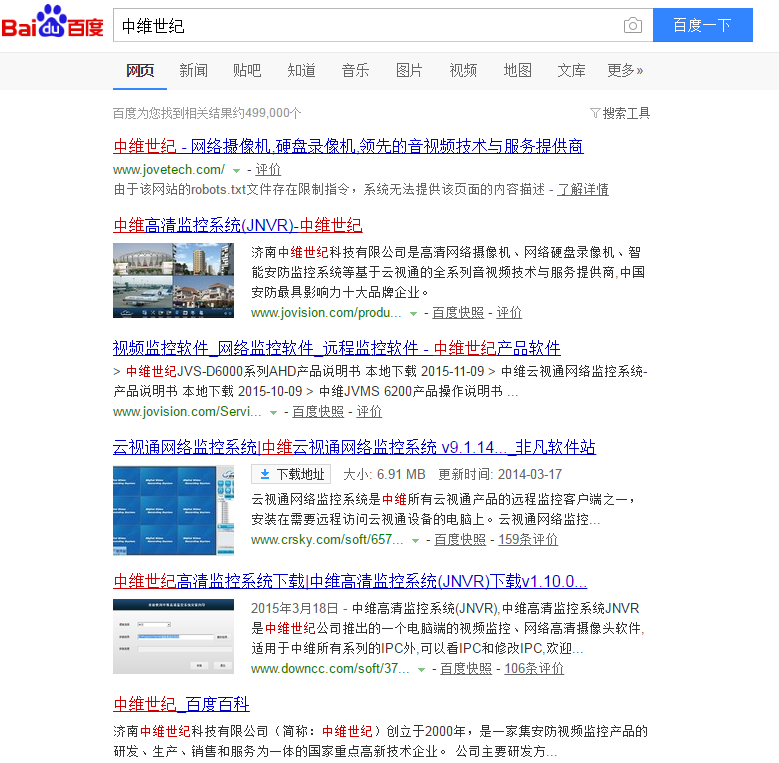 Bai du 百度
中维世纪
百度一下
网页 新闻 贴吧 知道 音乐 图片 视频 地图 文库 更多»
百度为您找到相关结果约499,000个
搜索工具
中维世纪 - 网络摄像机,硬盘录像机,领先的音视频技术与服务提供商
www.jovetech.com/ - 评价
由于该网站的robots.txt文件存在限制指令，系统无法提供该页面的内容描述 - 了解详情
中维高清监控系统(JNVR)-中维世纪
济南中维世纪科技有限公司是高清网络摄像机、网络硬盘录像机、智
能安防监控系统等基于云视通的全系列音视频技术与服务提供商,中国
安防最具影响力十大品牌企业。
www.jovision.com/produ... - 百度快照 - 评价
视频监控软件_网络监控软件_远程监控软件 - 中维世纪产品软件
> 中维世纪JVS-D6000系列AHD产品说明书 本地下载 2015-11-09 > 中维云视通网络监控系统-
产品说明书 本地下载 2015-10-09 > 中维JVMS 6200产品操作说明书 ...
www.jovision.com/Servi... - 百度快照 - 评价
云视通网络监控系统|中维云视通网络监控系统 v9.1.14..._非凡软件站
下载地址 大小: 6.91 MB 更新时间: 2014-03-17
云视通网络监控系统是中维所有云视通产品的远程监控客户端之一，
安装在需要远程访问云视通设备的电脑上。云视通网络监控...
www.crsky.com/soft/657... - 百度快照 - 159条评价
中维世纪高清监控系统下载|中维高清监控系统(JNVR)下载v1.10.0...
2015年3月18日 - 中维高清监控系统(JNVR),中维高清监控系统JNVR
是中维世纪公司推出的一个电脑端的视频监控、网络高清摄像头软件,
适用于中维所有系列的IPC外,可以看IPC和修改IPC,欢迎...
www.downcc.com/soft/37... - 百度快照 - 106条评价
中维世纪_百度百科
济南中维世纪科技有限公司（简称：中维世纪）创立于2000年，是一家集安防视频监控产品的
研发、生产、销售和服务为一体的国家重点高新技术企业。 公司主要研发方...